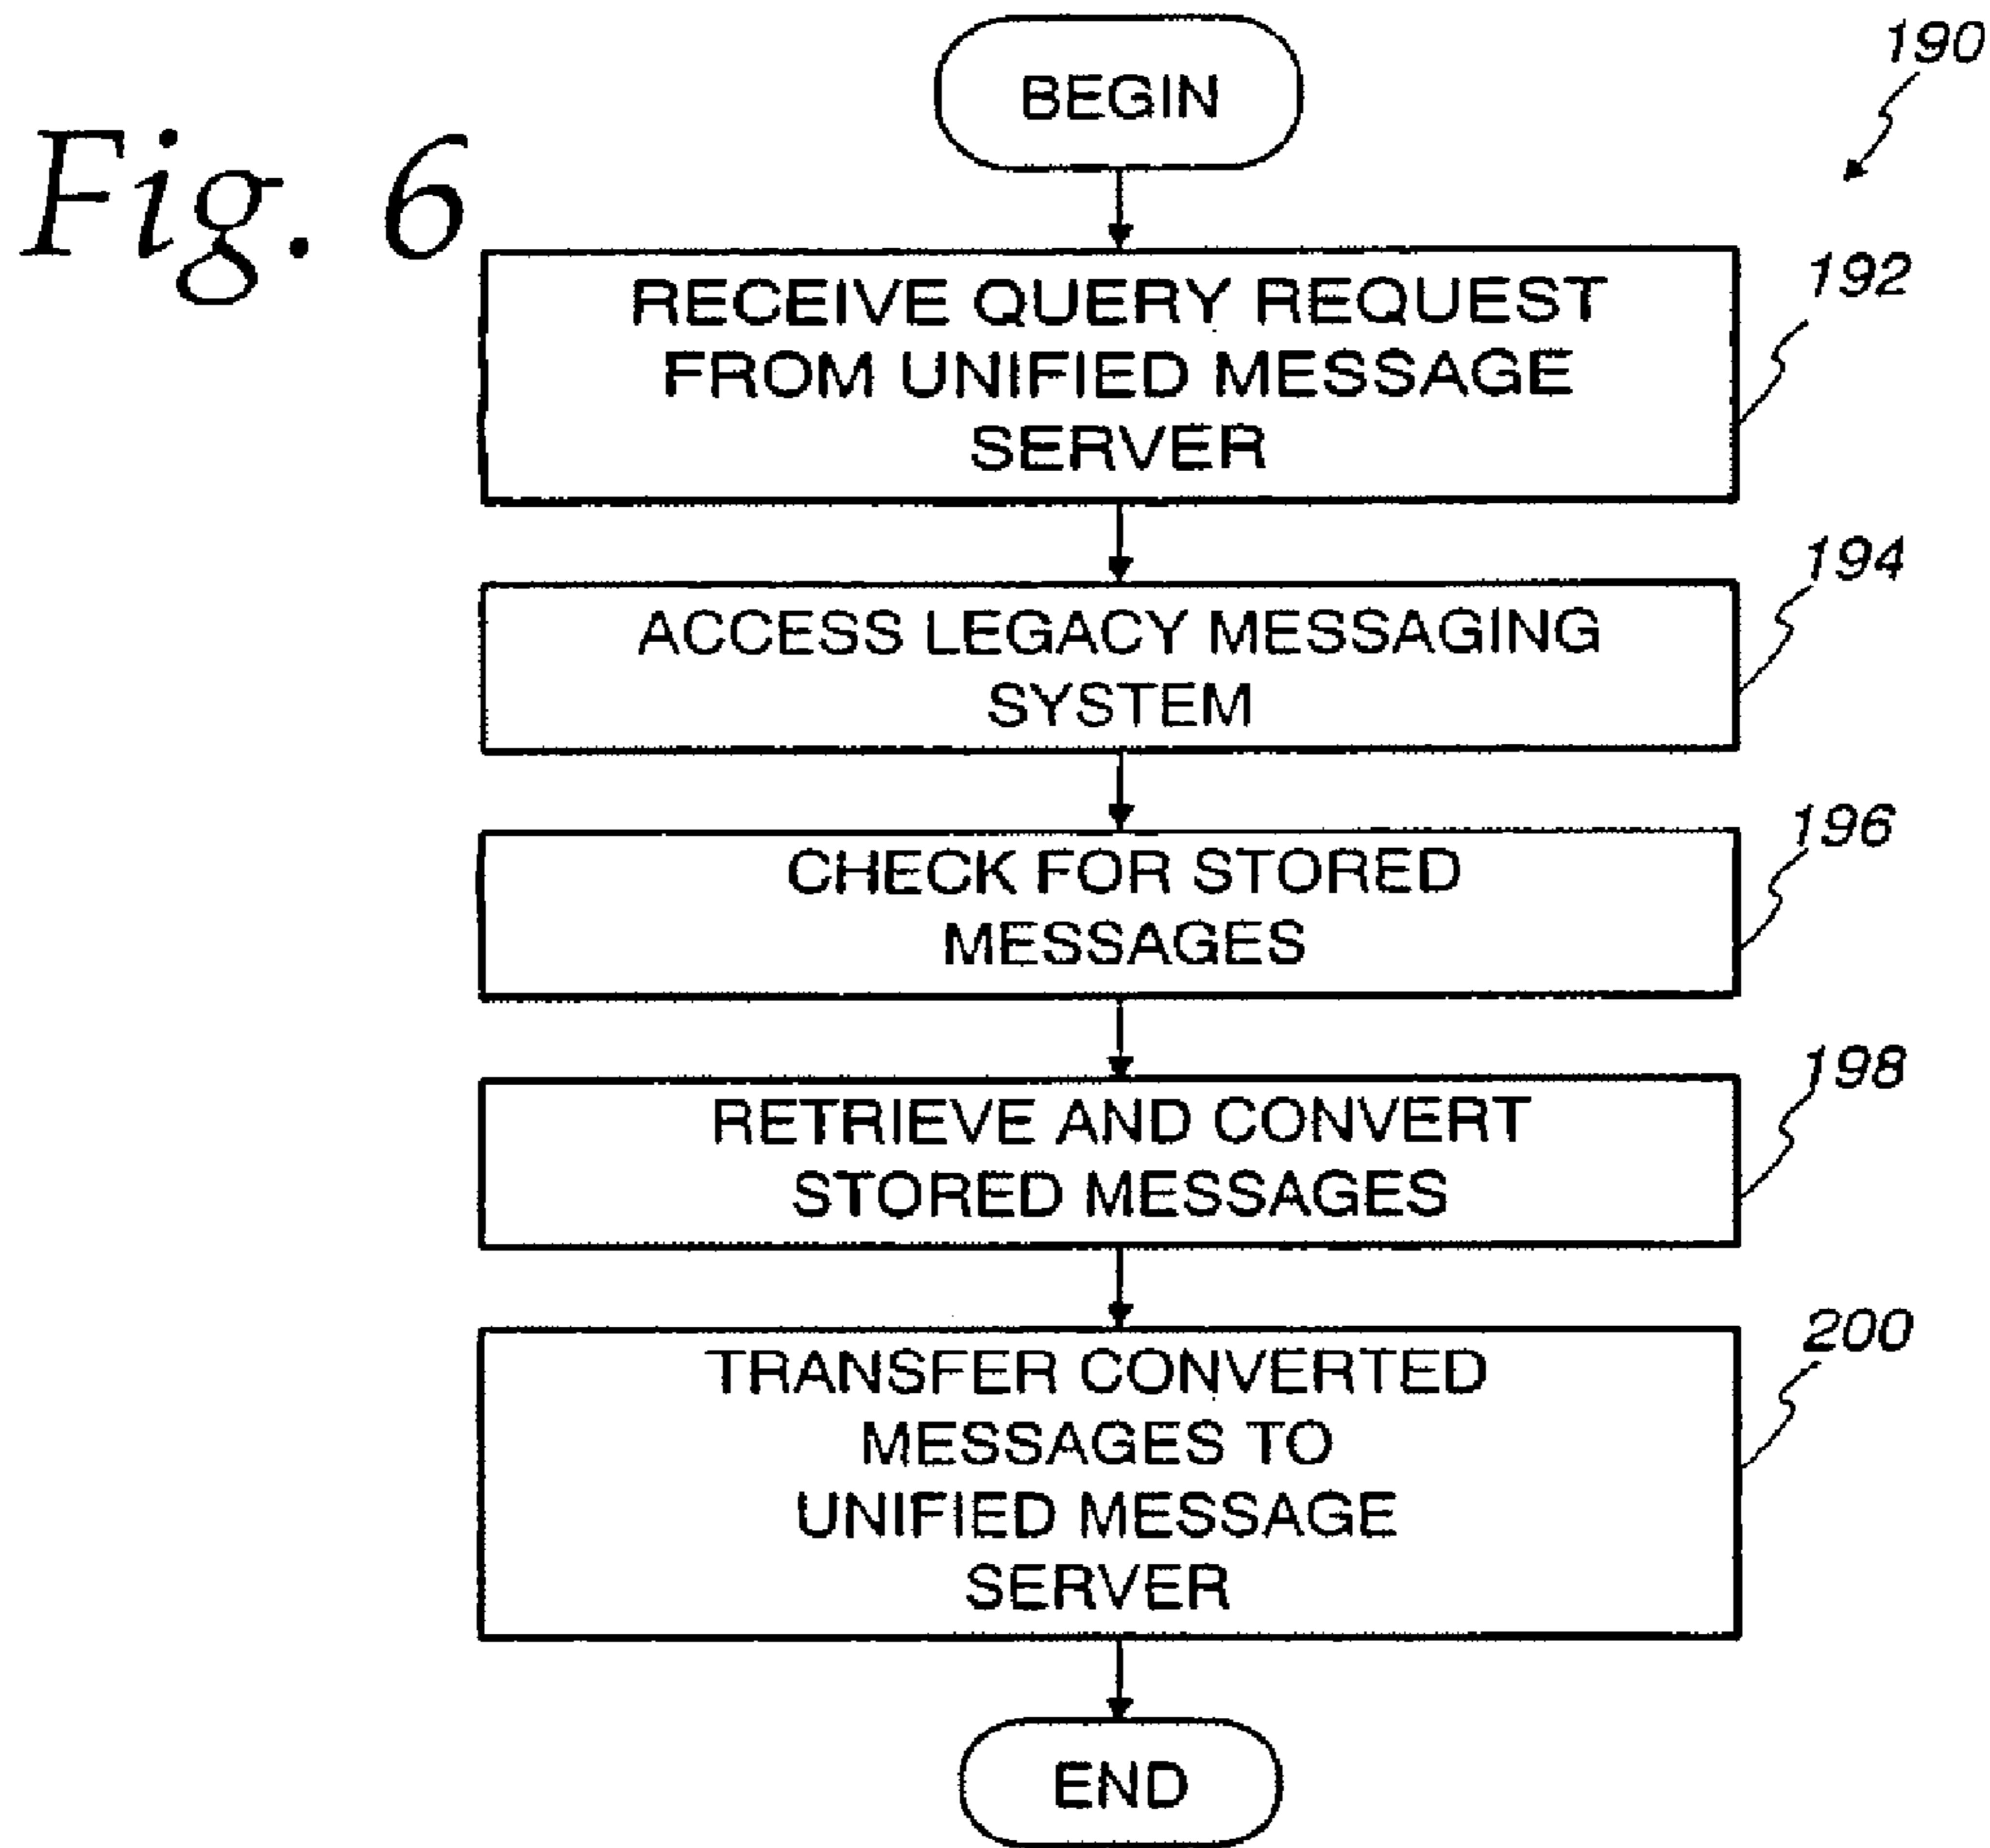 Fig. 6
BEGIN
190
RECEIVE QUERY REQUEST
FROM UNIFIED MESSAGE
SERVER
192
ACCESS LEGACY MESSAGING
SYSTEM
194
CHECK FOR STORED
MESSAGES
196
RETRIEVE AND CONVERT
STORED MESSAGES
198
TRANSFER CONVERTED
MESSAGES TO
UNIFIED MESSAGE
SERVER
200
END